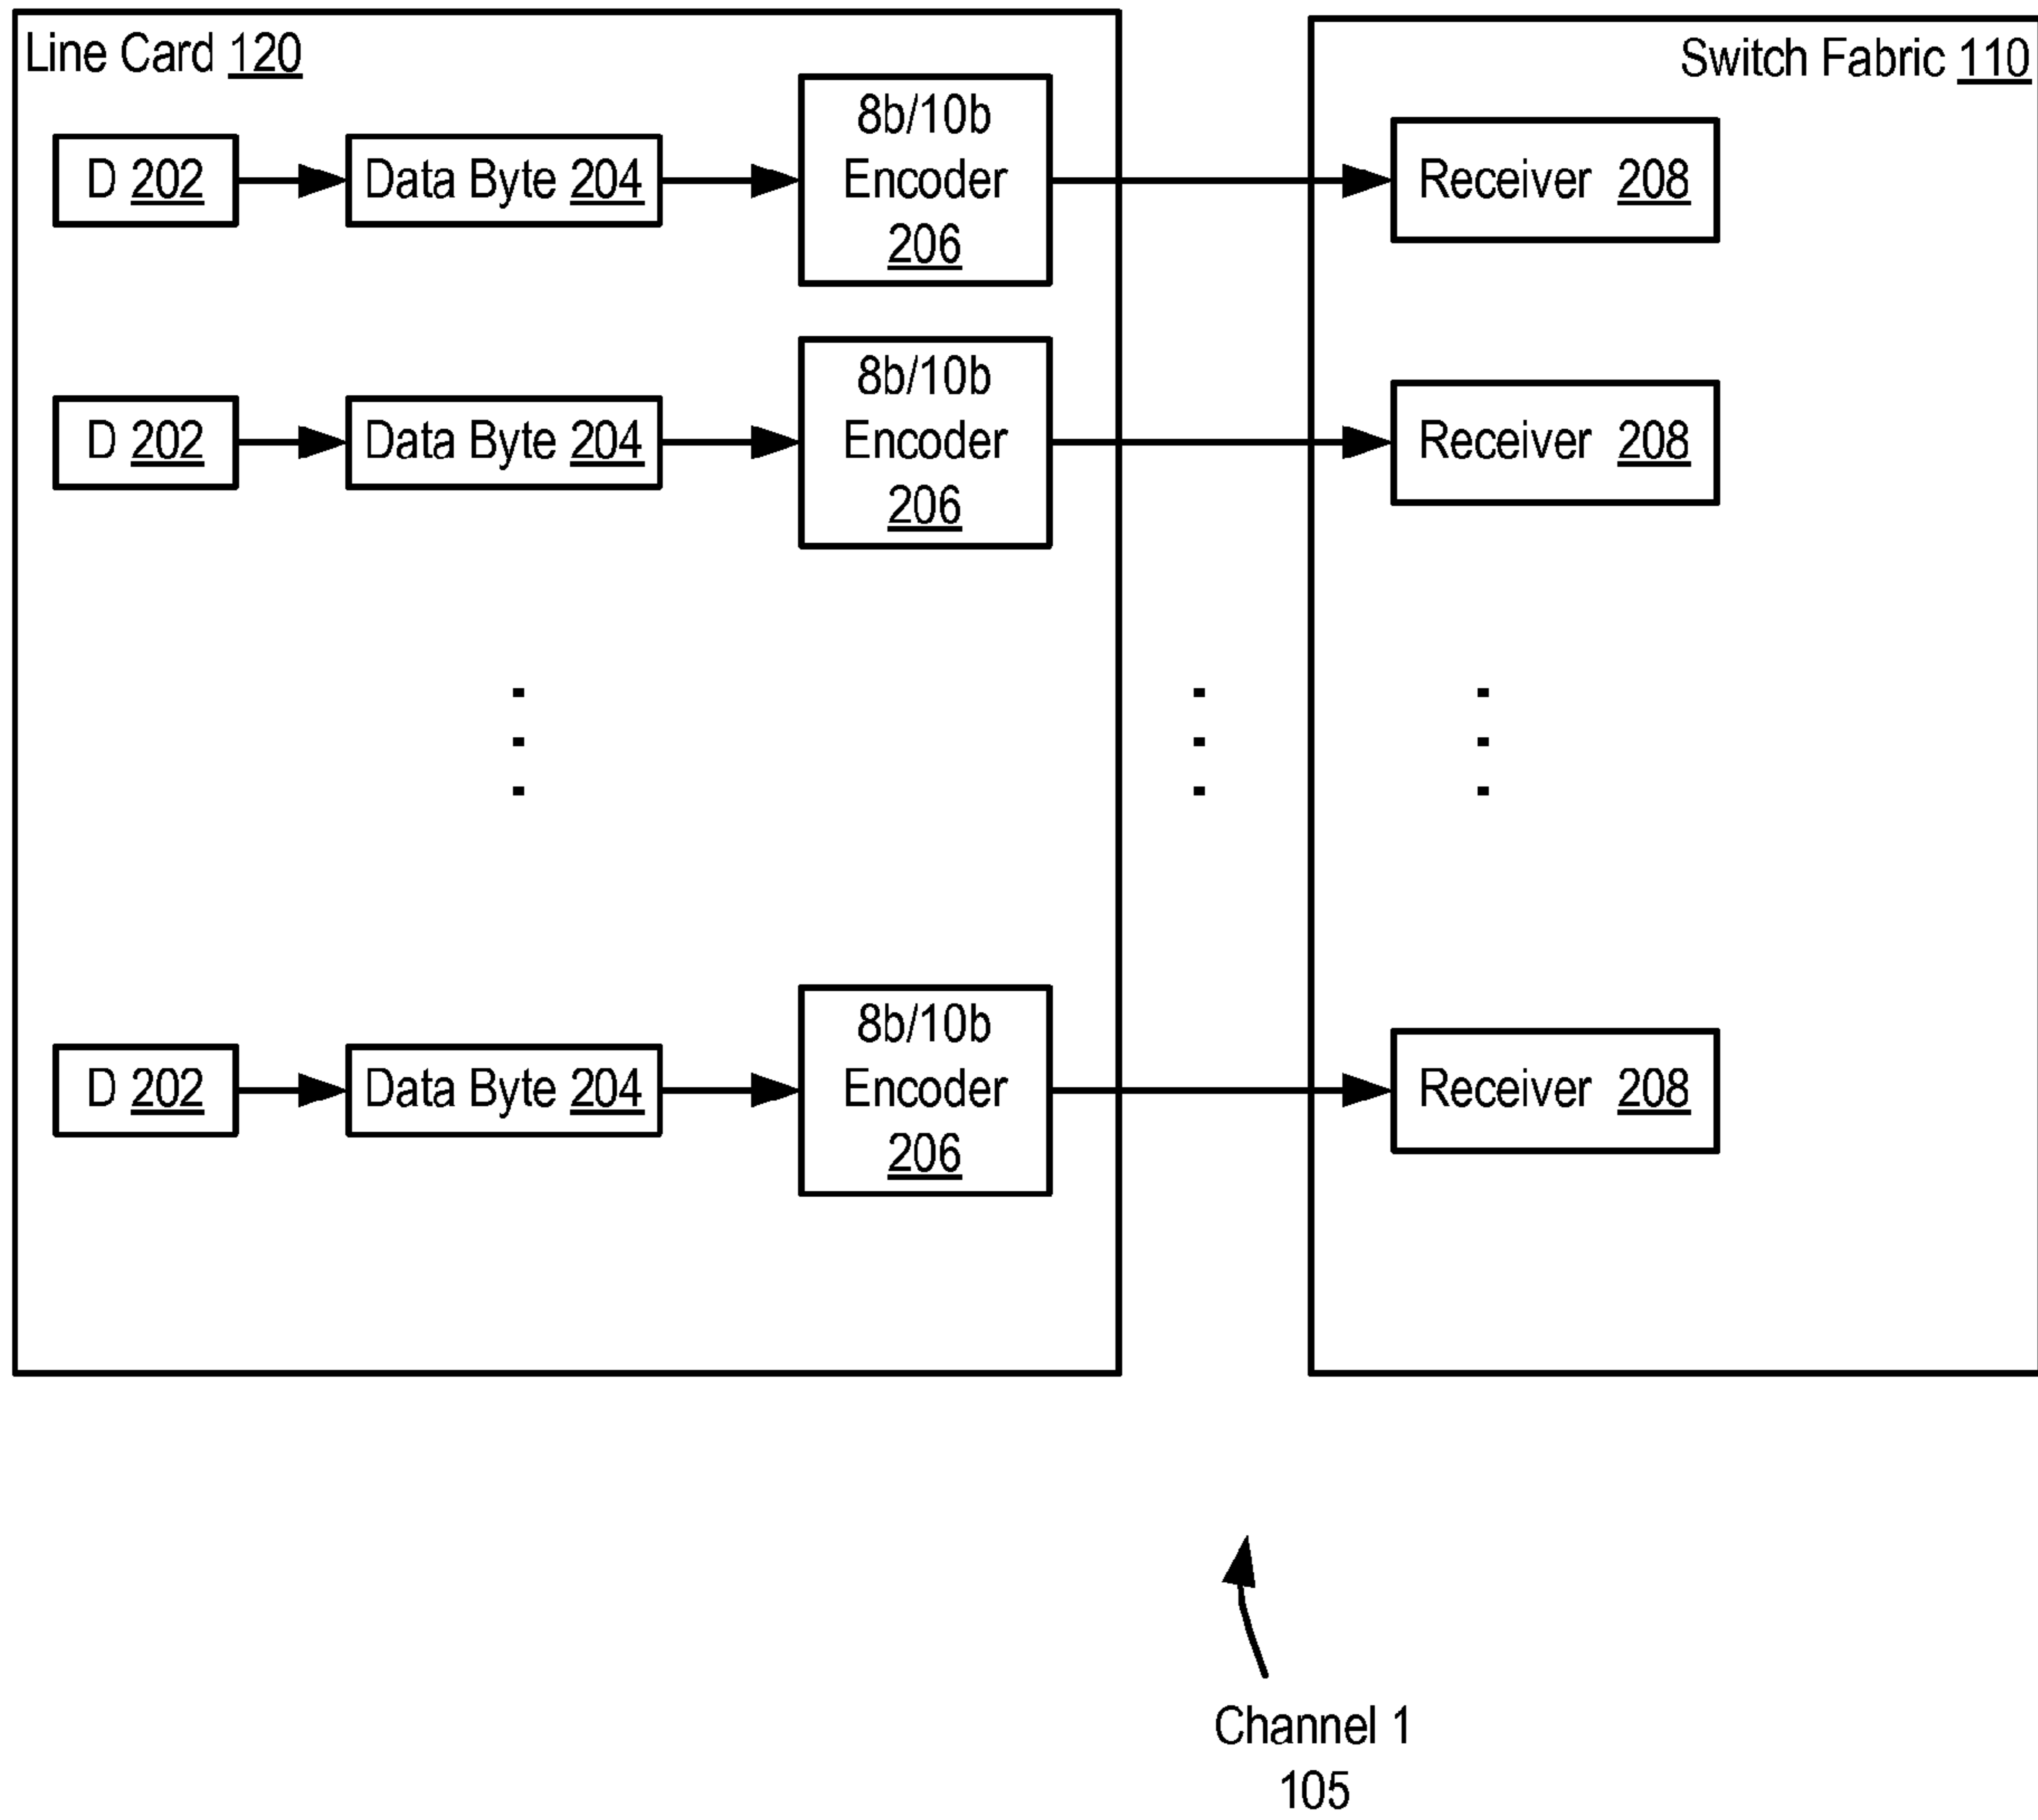 Line Card 120
Switch Fabric 110
D 202
Data Byte 204
8b/10b
Encoder
206
Receiver 208
D 202
Data Byte 204
8b/10b
Encoder
206
Receiver 208
D 202
Data Byte 204
8b/10b
Encoder
206
Receiver 208
Channel 1
105